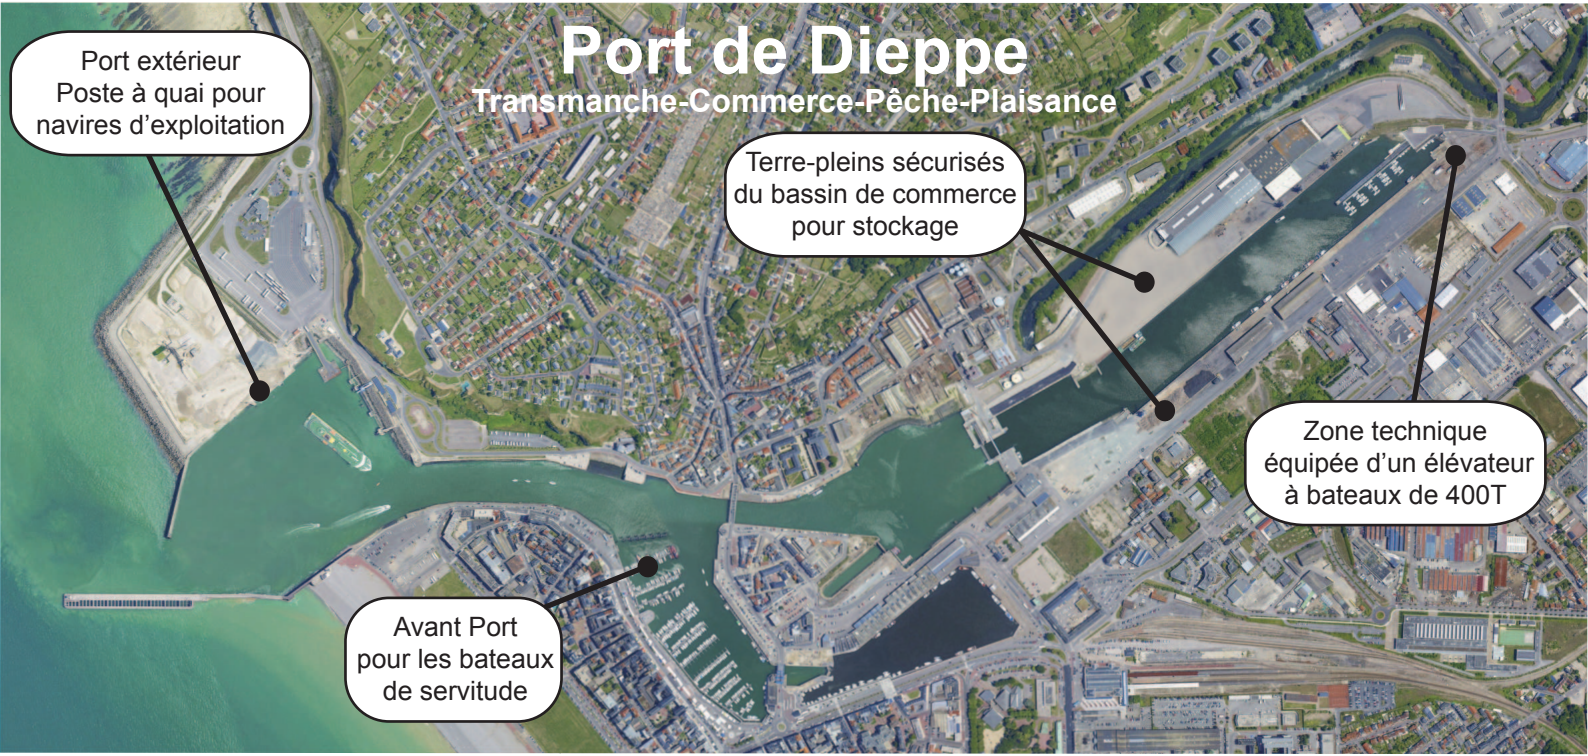 Port de Dieppe
Transmanche-Commerce-Pêche-Plaisance
Port extérieur
Poste à quai pour
navires d’exploitation
Terre-pleins sécurisés
du bassin de commerce
pour stockage
Zone technique
équipée d’un élévateur
à bateaux de 400T
Avant Port
pour les bateaux
de servitude